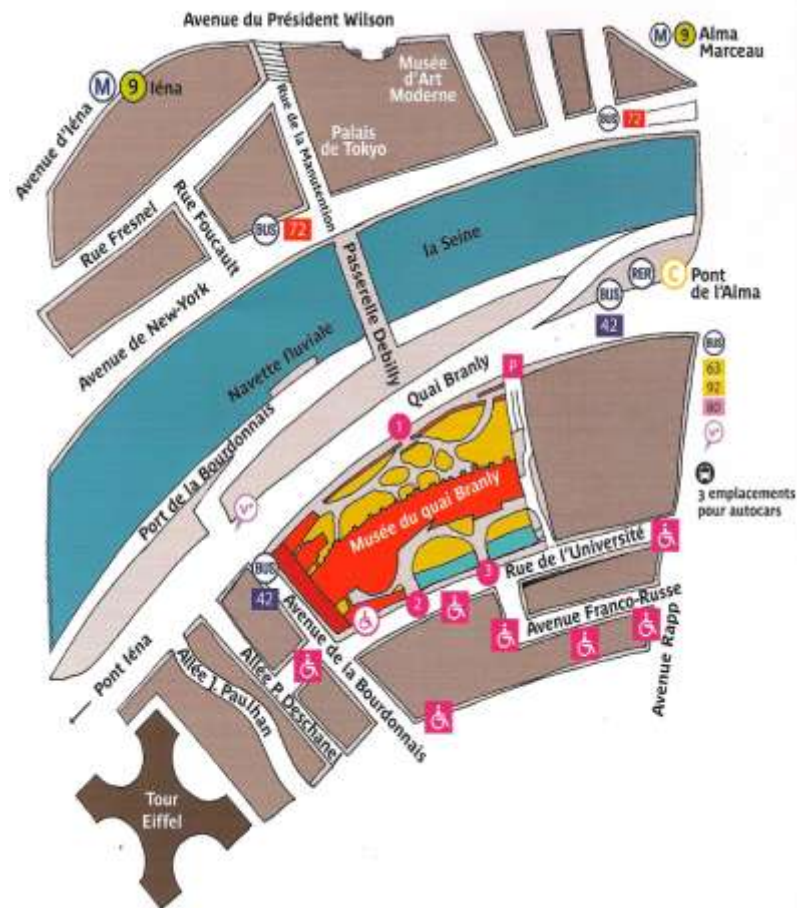 Avenue du Président Wilson
M 9 Alma
Marceau
M 9 Iéna
Musée
d'Art
Moderne
Palais
de Tokyo
BUS 72
Avenue d'Iéna
Rue de la Manutention
Rue Fresnel
Rue Foucault
BUS 72
Avenue de New-York
la Seine
Passerelle Debilly
Navette fluviale
RER C Pont
de l'Alma
BUS
42
Quai Branly
P
BUS
63
92
80
V+
3 emplacements
pour autocars
Port de la Bourdonnais
1
V+
Musée du quai Branly
Rue de l'Université
3
2
BUS
42
Avenue Franco-Russe
Avenue de la Bourdonnais
Avenue Rapp
Pont Iéna
Allée P. Deschanel
Allée J. Paulhan
Tour
Eiffel